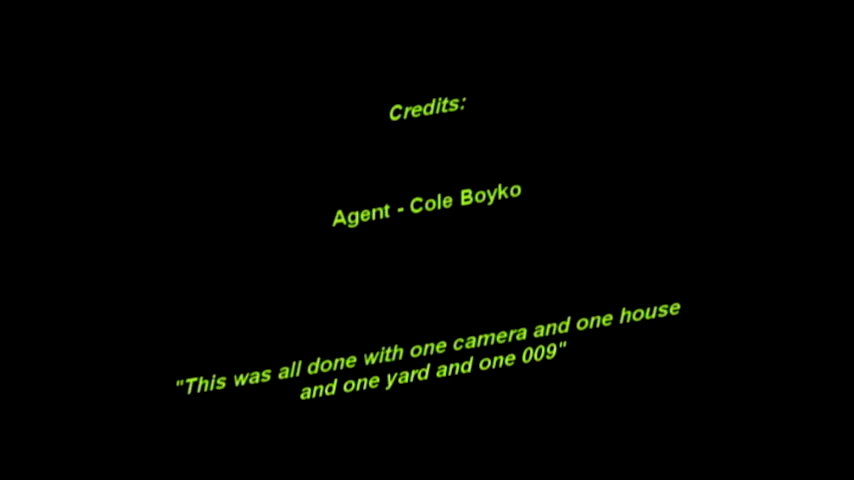 Credits:
Agent - Cole Boyko
"This was all done with one camera and one house
and one yard and one 009"